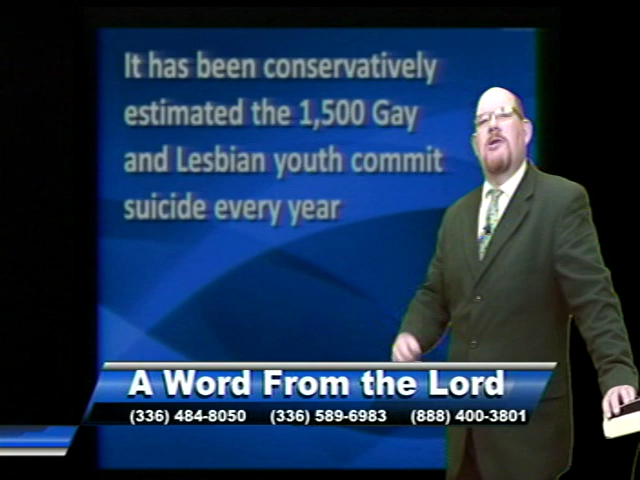 It has been conservatively
estimated the 1,500 Gay
and Lesbian youth commit
suicide every year
A Word From the Lord
(336) 484-8050 (336) 589-6983 (888) 400-3801